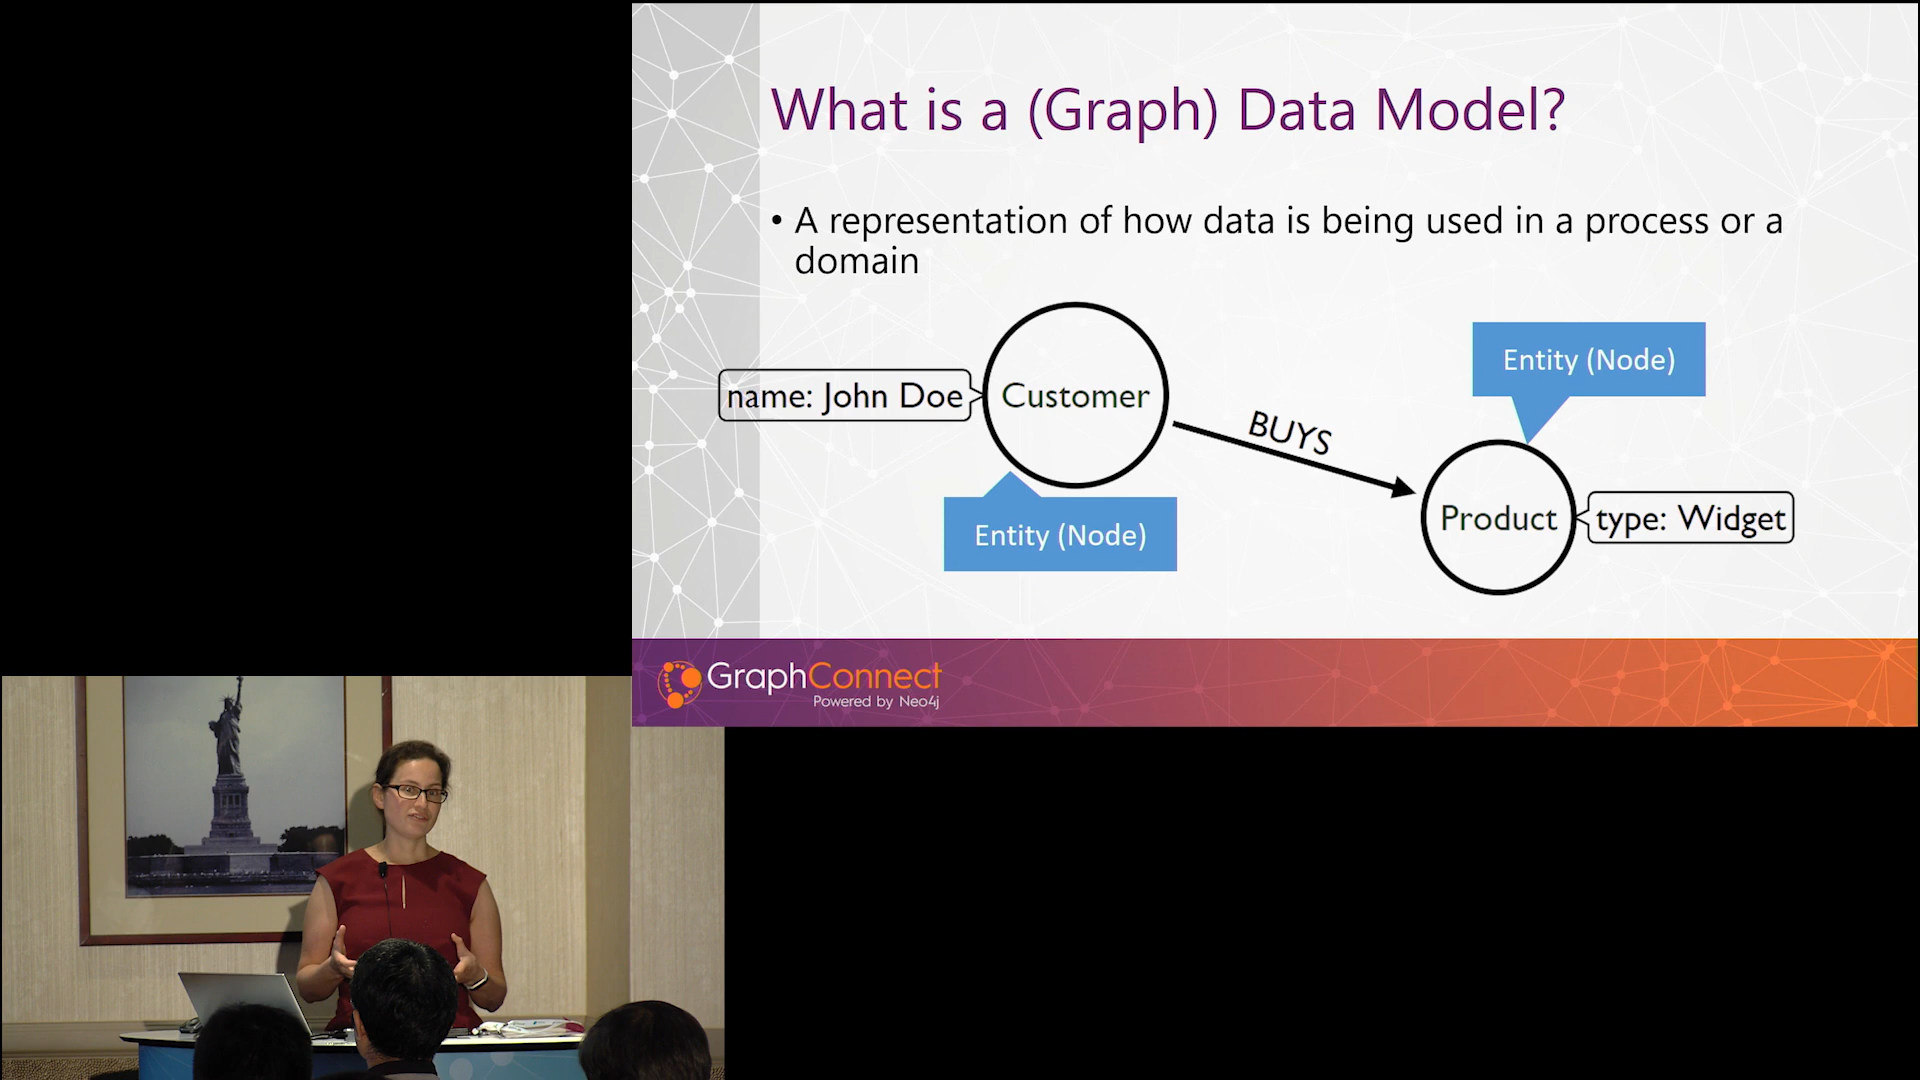 What is a (Graph) Data Model?
• A representation of how data is being used in a process or a
domain
Entity (Node)
name: John Doe
Customer
BUYS
Product
type: Widget
Entity (Node)
GraphConnect
Powered by Neo4j